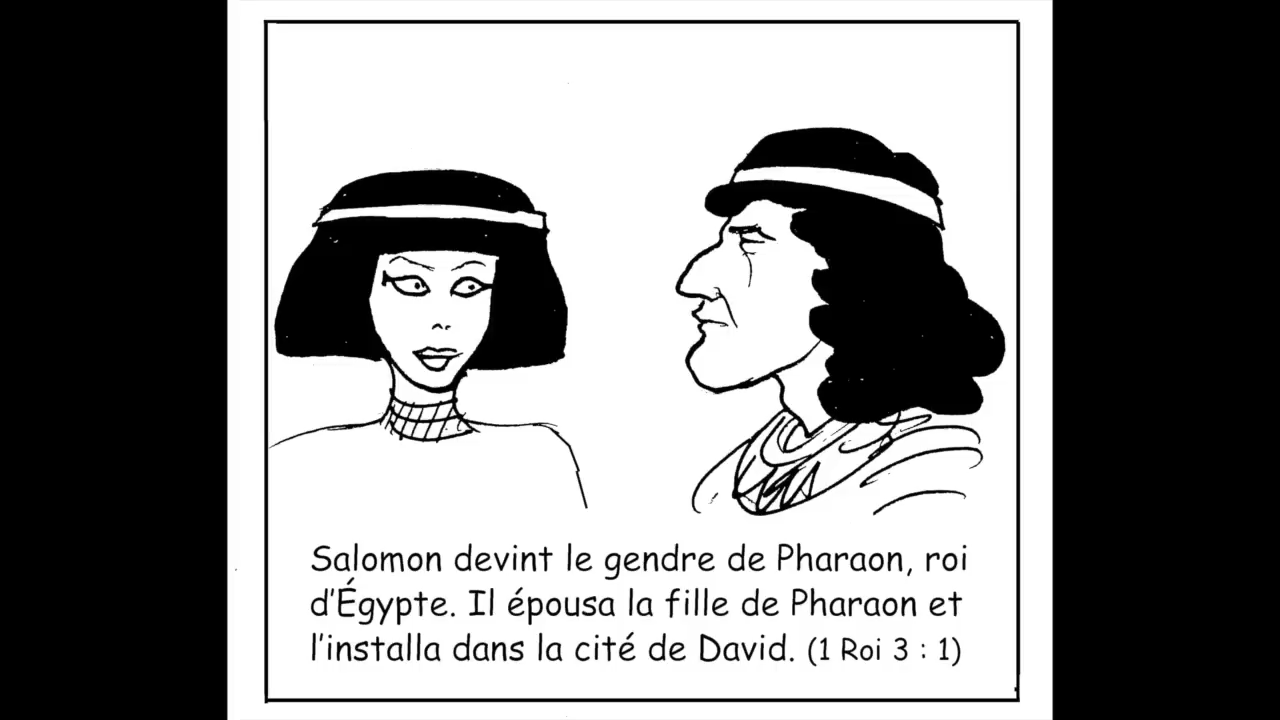 Salomon devint le gendre de Pharaon, roi
d'Égypte. Il épousa la fille de Pharaon et
l'installa dans la cité de David. (1 Roi 3 : 1)